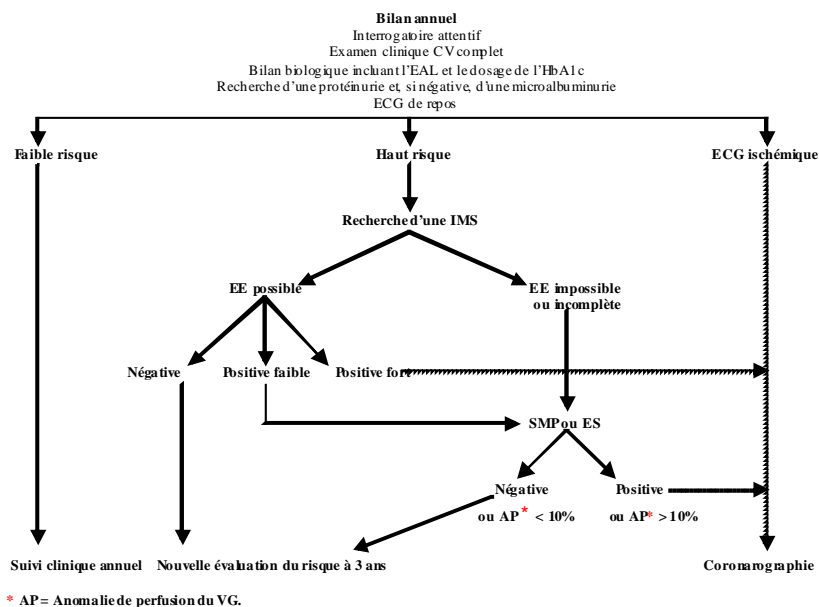 Bilan annuel
Interrogatoire attentif
Examen clinique CV complet
Bilan biologique incluant l'EAL et le dosage de l'HbA1c
Recherche d'une protéinurie et, si négative, d'une microalbuminurie
ECG de repos
Faible risque
Haut risque
ECG ischémique
Recherche d'une IMS
EE possible
EE impossible
ou incomplète
Négative
Positive faible
Positive fort
SMP ou ES
Négative
Positive
ou AP* < 10%
ou AP* > 10%
Suivi clinique annuel
Nouvelle évaluation du risque à 3 ans
Coronarographie
* AP = Anomalie de perfusion du VG.